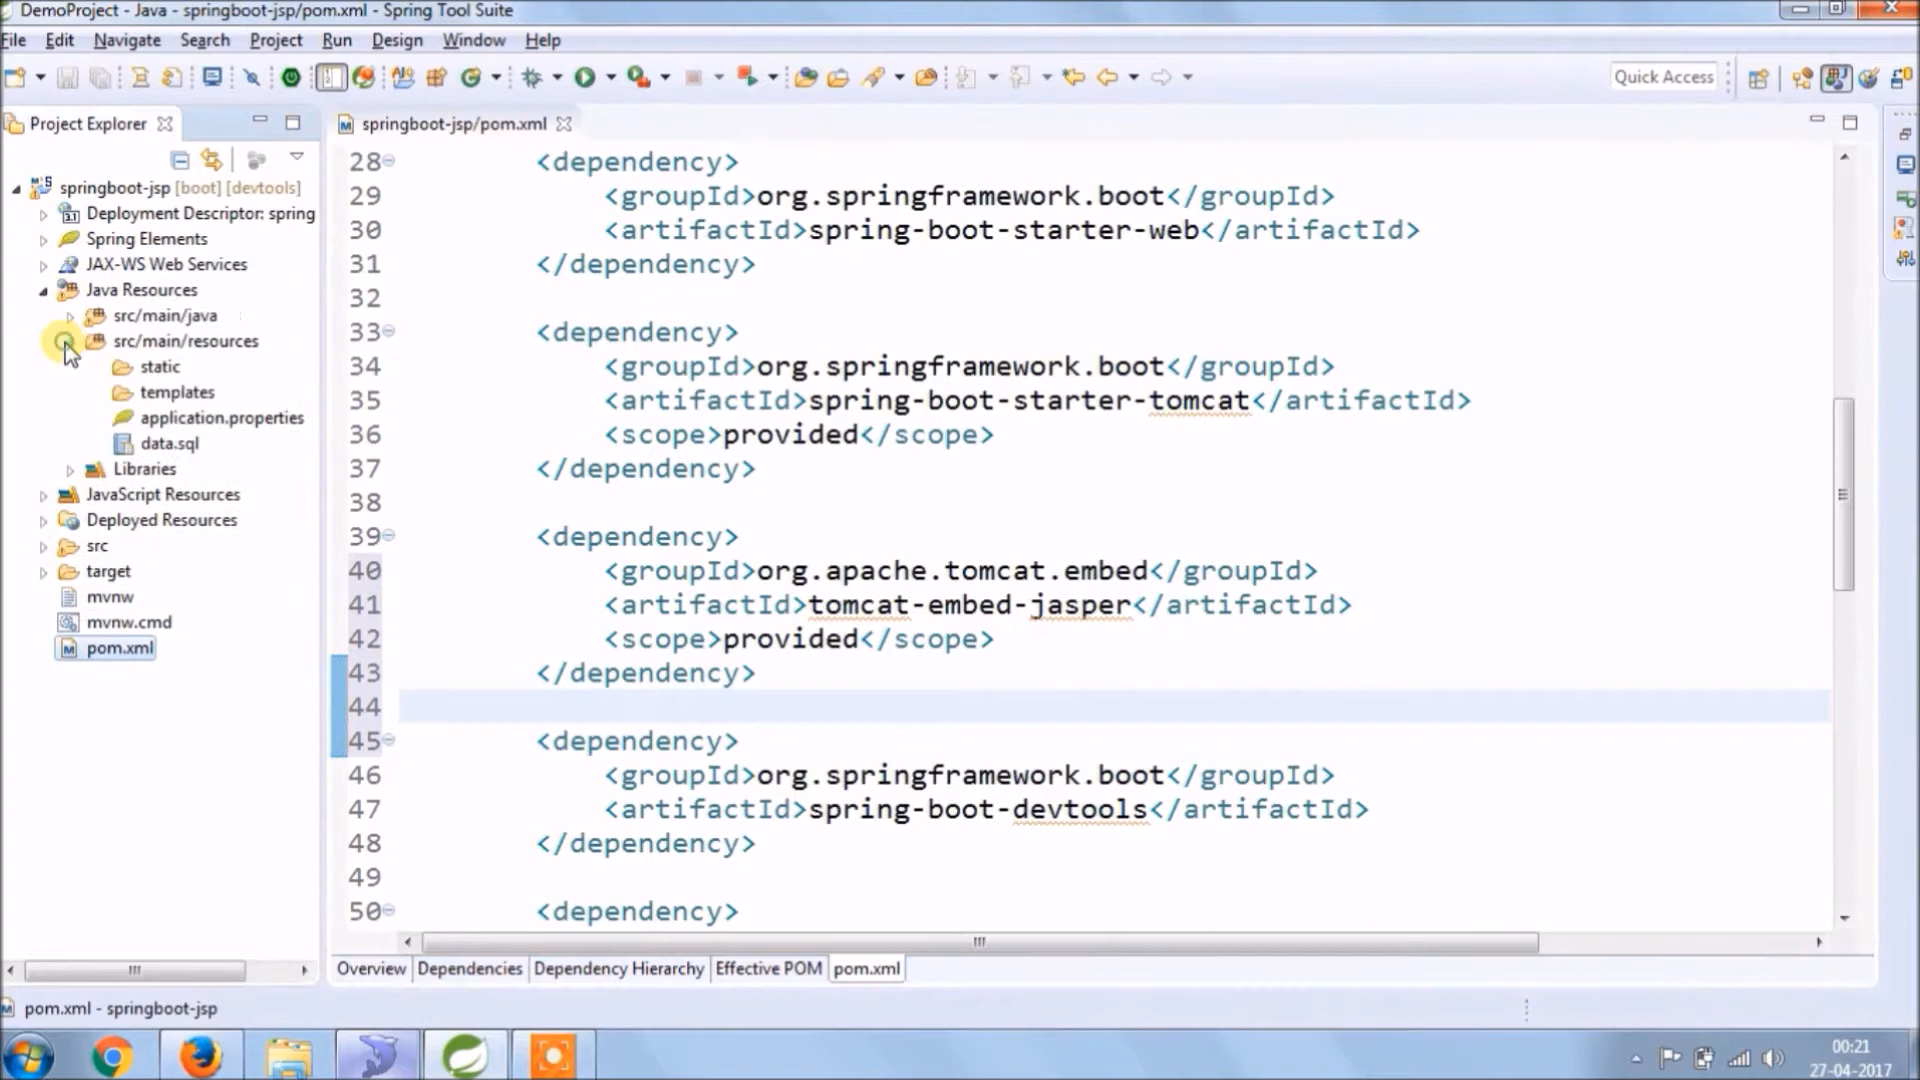 DemoProject - Java - springboot-jsp/pom.xml - Spring Tool Suite
File Edit Navigate Search Project Run Design Window Help
Quick Access
Project Explorer
springboot-jsp/pom.xml
springboot-jsp [boot] [devtools]
Deployment Descriptor: spring
Spring Elements
JAX-WS Web Services
Java Resources
src/main/java
src/main/resources
static
templates
application.properties
data.sql
Libraries
JavaScript Resources
Deployed Resources
src
target
mvnw
mvnw.cmd
pom.xml
28 <dependency>
29 <groupId>org.springframework.boot</groupId>
30 <artifactId>spring-boot-starter-web</artifactId>
31 </dependency>
32
33 <dependency>
34 <groupId>org.springframework.boot</groupId>
35 <artifactId>spring-boot-starter-tomcat</artifactId>
36 <scope>provided</scope>
37 </dependency>
38
39 <dependency>
40 <groupId>org.apache.tomcat.embed</groupId>
41 <artifactId>tomcat-embed-jasper</artifactId>
42 <scope>provided</scope>
43 </dependency>
44
45 <dependency>
46 <groupId>org.springframework.boot</groupId>
47 <artifactId>spring-boot-devtools</artifactId>
48 </dependency>
49
50 <dependency>
Overview Dependencies Dependency Hierarchy Effective POM pom.xml
pom.xml - springboot-jsp
00:21
27-04-2017